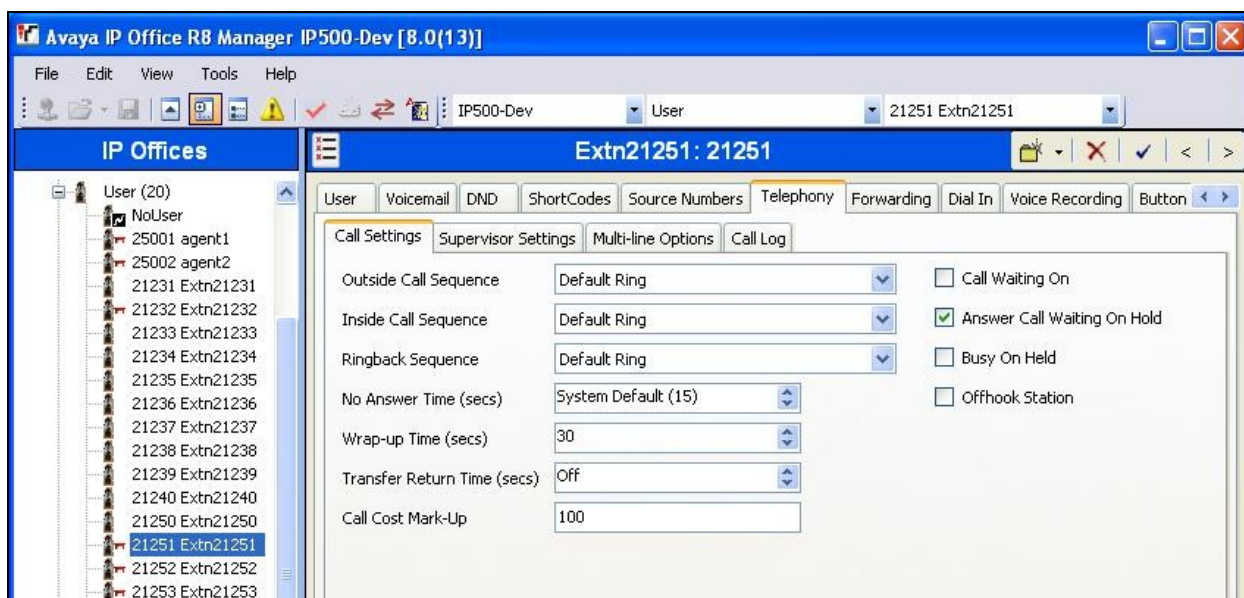 Avaya IP Office R8 Manager IP500-Dev [8.0(13)]
File Edit View Tools Help
IP500-Dev User 21251 Extn21251
IP Offices
Extn21251: 21251
User (20)
NoUser
25001 agent1
25002 agent2
21231 Extn21231
21232 Extn21232
21233 Extn21233
21234 Extn21234
21235 Extn21235
21236 Extn21236
21237 Extn21237
21238 Extn21238
21239 Extn21239
21240 Extn21240
21250 Extn21250
21251 Extn21251
21252 Extn21252
21253 Extn21253
User Voicemail DND ShortCodes Source Numbers Telephony Forwarding Dial In Voice Recording Button
Call Settings Supervisor Settings Multi-line Options Call Log
Outside Call Sequence Default Ring Call Waiting On
Inside Call Sequence Default Ring Answer Call Waiting On Hold
Ringback Sequence Default Ring Busy On Held
No Answer Time (secs) System Default (15) Offhook Station
Wrap-up Time (secs) 30
Transfer Return Time (secs) Off
Call Cost Mark-Up 100